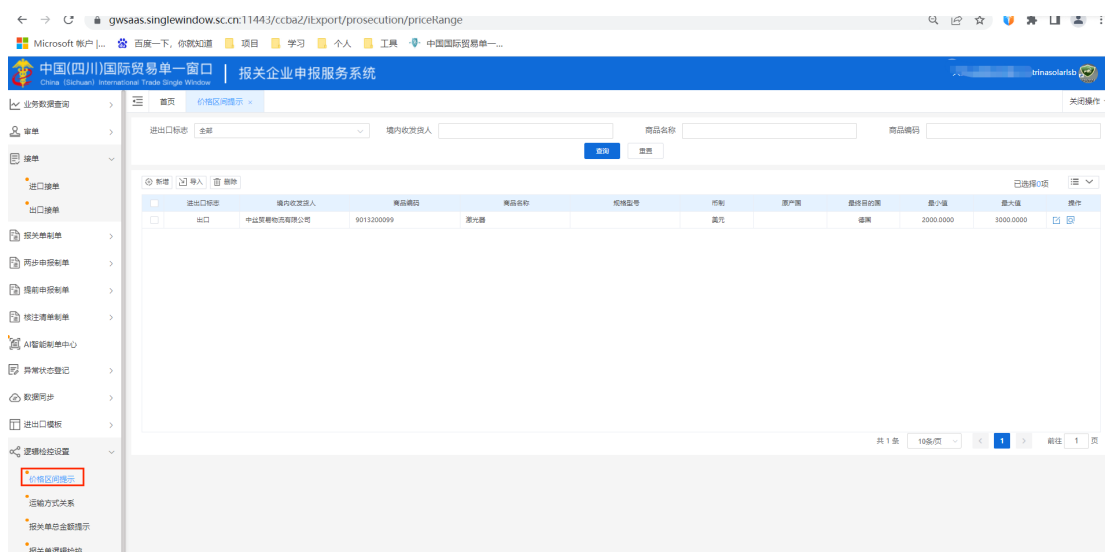 gwsaas.singlewindow.sc.cn:11443/ccba2/iExport/prosecution/priceRange
Microsoft 帐户 |... 百度一下，你就知道 项目 学习 个人 工具 中国国际贸易单一...
中国(四川)国际贸易单一窗口 报关企业申报服务系统
China (Sichuan) International Trade Single Window
trinasolarlsb
业务数据查询
首页 价格区间提示 × 关闭操作
审单
进出口标志 全部 境内收发货人 商品名称 商品编码
查询 重置
接单
新增 导入 删除 已选择0项
进口接单
进出口标志 境内收发货人 商品编码 商品名称 规格型号 币制 原产国 最终目的国 最小值 最大值 操作
出口接单
出口 中丝贸易物流有限公司 9013200099 激光器 美元 德国 2000.0000 3000.0000
报关单制单
两步申报制单
提前申报制单
核注清单制单
AI智能制单中心
异常状态登记
数据同步
进出口模板
共 1 条 10条/页 < 1 > 前往 1 页
逻辑检控设置
价格区间提示
运输方式关系
报关单总金额提示
报关单逻辑检控